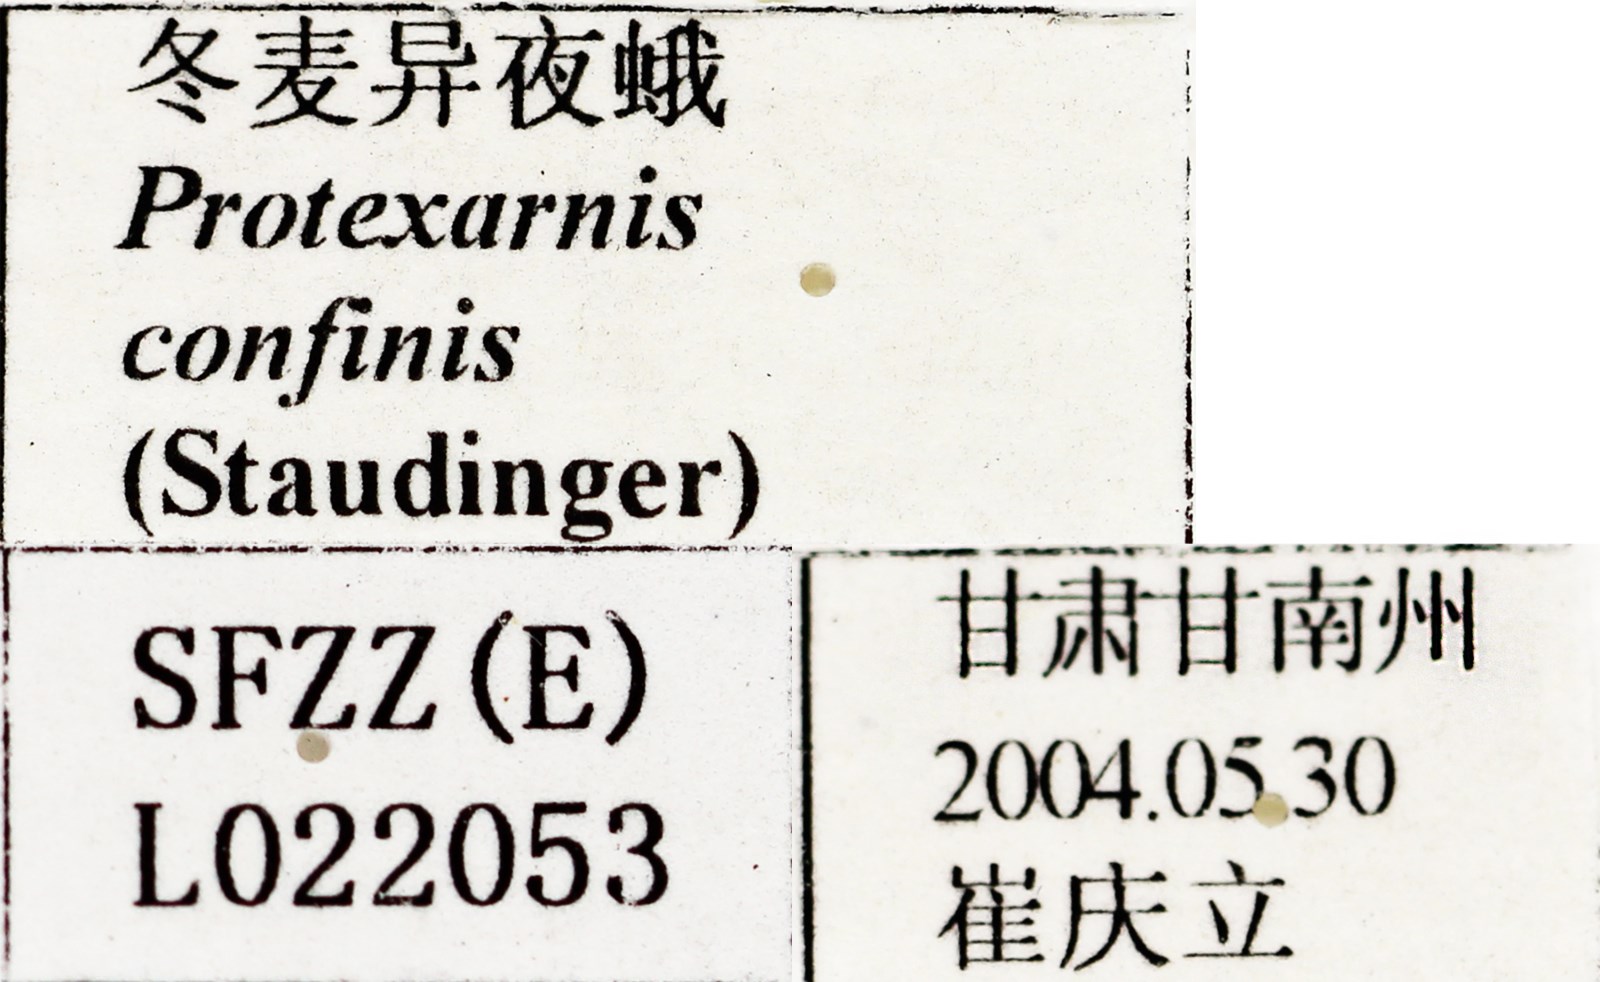 冬麦异夜蛾
Protexarnis
confinis
(Staudinger)
SFZZ(E)
L022053
甘肃甘南州
2004.05.30
崔庆立